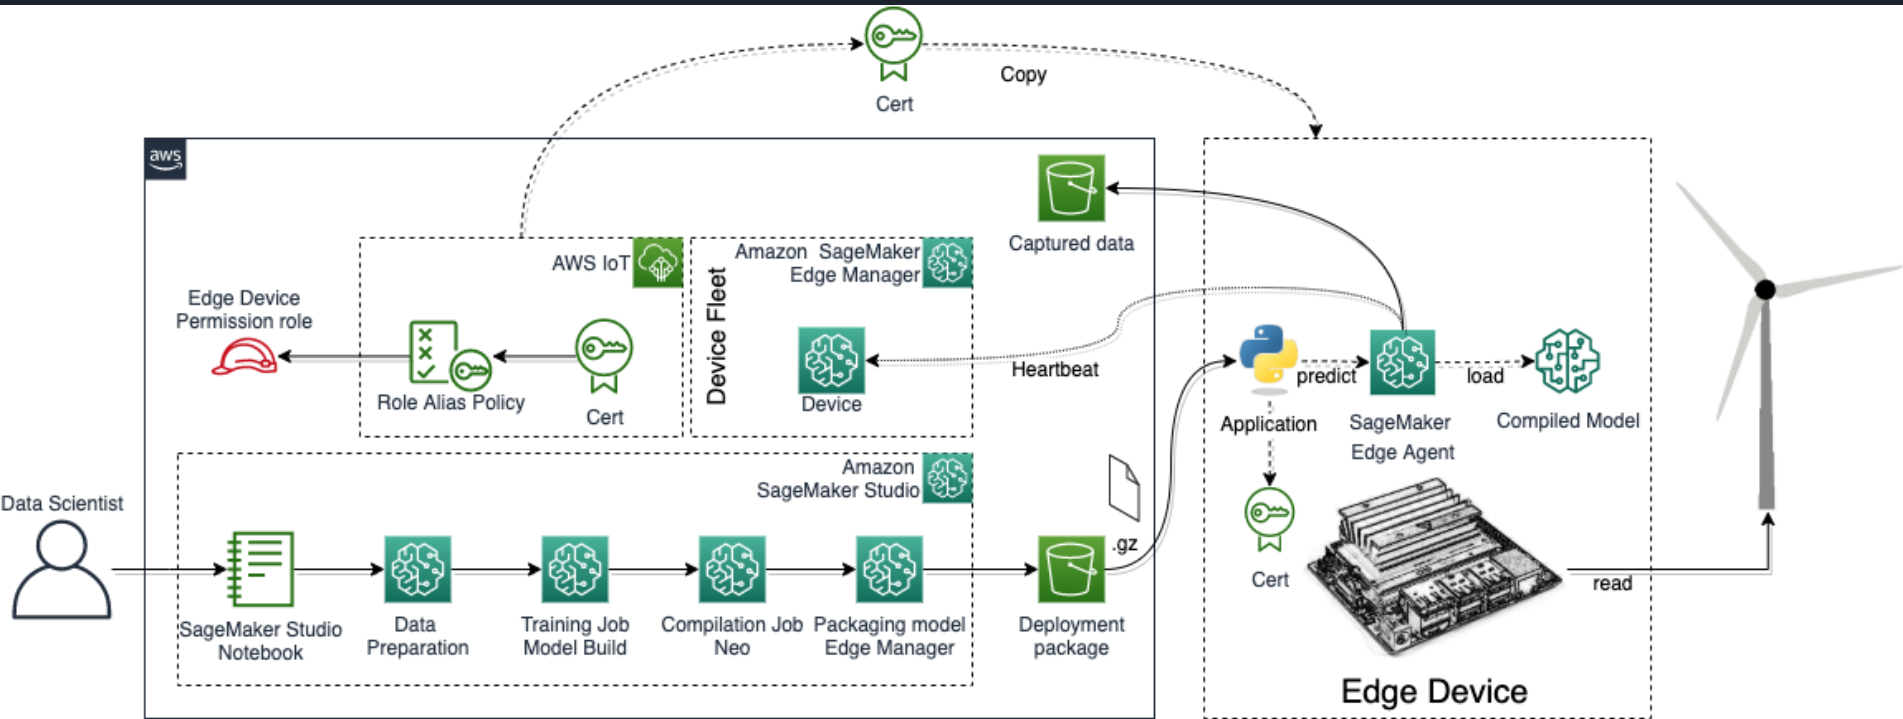 Cert
Copy
aws
Captured data
AWS IoT
Amazon SageMaker
Edge Manager
Device Fleet
Edge Device
Permission role
Role Alias Policy
Cert
Device
Heartbeat
predict
load
Application
SageMaker
Edge Agent
Compiled Model
Amazon
SageMaker Studio
Data Scientist
.gz
Cert
read
SageMaker Studio
Notebook
Data
Preparation
Training Job
Model Build
Compilation Job
Neo
Packaging model
Edge Manager
Deployment
package
Edge Device